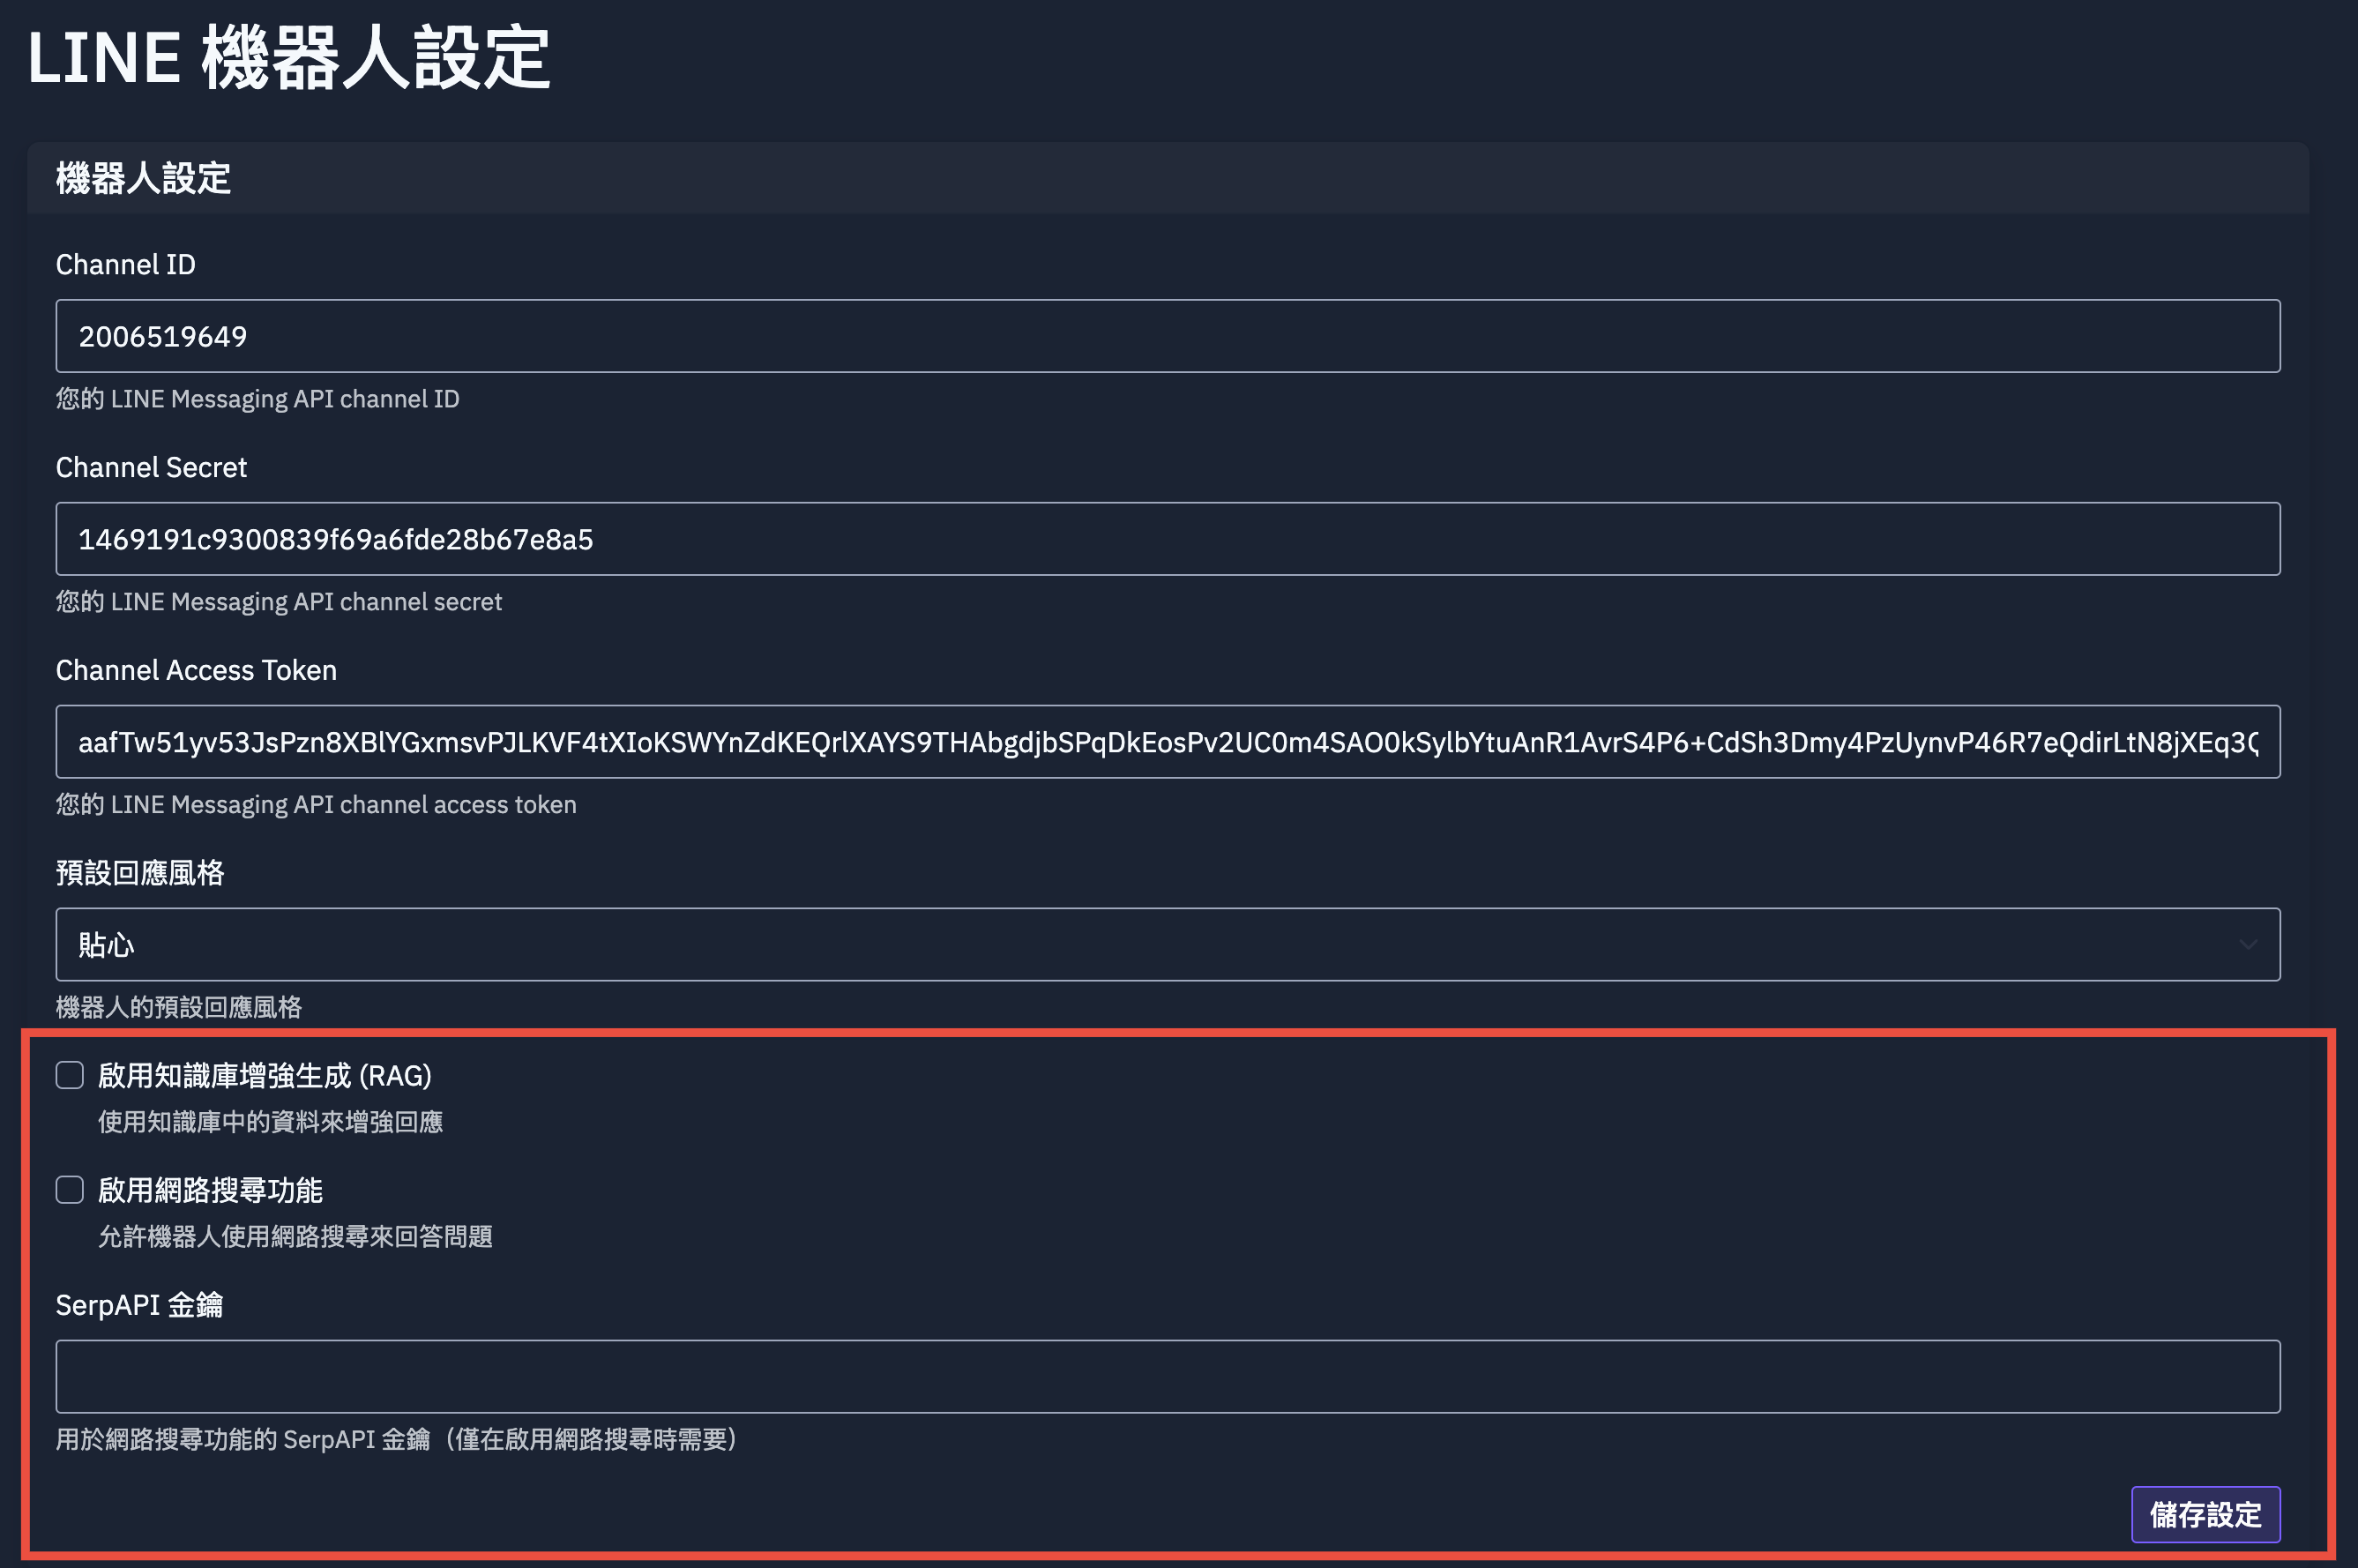 LINE 機器人設定
機器人設定
Channel ID
2006519649
您的 LINE Messaging API channel ID
Channel Secret
1469191c9300839f69a6fde28b67e8a5
您的 LINE Messaging API channel secret
Channel Access Token
aafTw51yv53JsPzn8XBlYGxmsvPJLKVF4tXIoKSWYnZdKEQrlXAYS9THAbgdjbSPqDkEosPv2UC0m4SAO0kSylbYtuAnR1AvrS4P6+CdSh3Dmy4PzUynvP46R7eQdirLtN8jXEq3
您的 LINE Messaging API channel access token
預設回應風格
貼心
機器人的預設回應風格
啟用知識庫增強生成 (RAG)
使用知識庫中的資料來增強回應
啟用網路搜尋功能
允許機器人使用網路搜尋來回答問題
SerpAPI 金鑰
用於網路搜尋功能的 SerpAPI 金鑰（僅在啟用網路搜尋時需要）
儲存設定